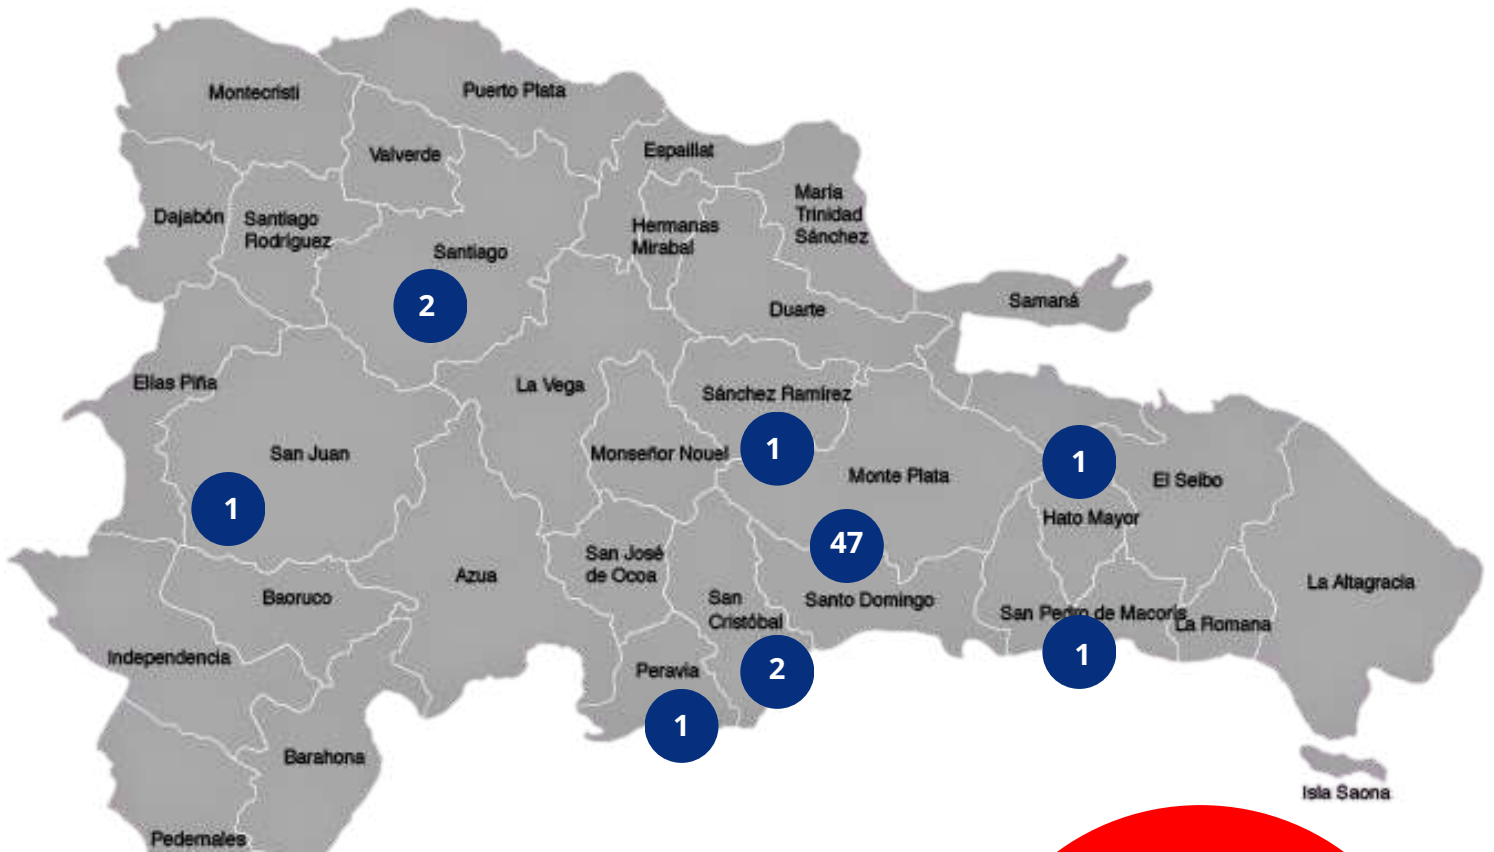 Montecristi
Puerto Plata
Valverde
Espaillat
Dajabón
Santiago
Rodríguez
Santiago
Hermanas
Mirabal
María
Trinidad
Sánchez
2
Duarte
Samaná
Elías Piña
La Vega
Sánchez Ramírez
San Juan
Monseñor Nouel
1
Monte Plata
1
El Seibo
1
Hato Mayor
47
San José
de Ocoa
Azua
Baoruco
San
Cristóbal
Santo Domingo
San Pedro de Macorís
La Romana
La Altagracia
Independencia
Peravia
2
1
1
Barahona
Isla Saona
Pedernales